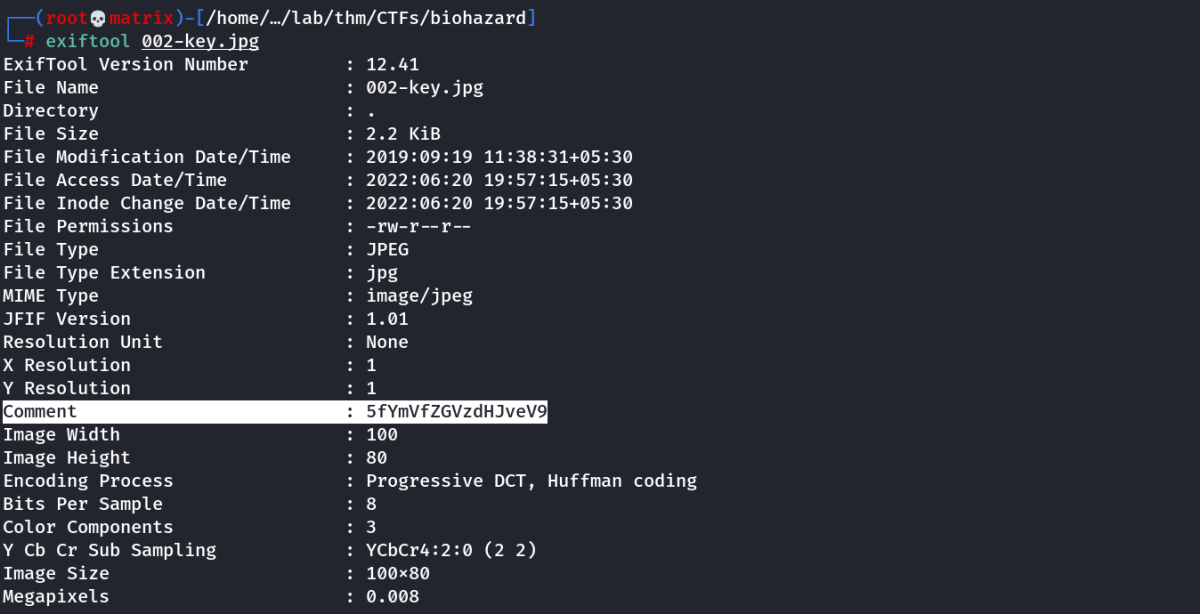 ┌──(root💀matrix)-[/home/…/lab/thm/CTFs/biohazard]
└─# exiftool 002-key.jpg
ExifTool Version Number : 12.41
File Name : 002-key.jpg
Directory : .
File Size : 2.2 KiB
File Modification Date/Time : 2019:09:19 11:38:31+05:30
File Access Date/Time : 2022:06:20 19:57:15+05:30
File Inode Change Date/Time : 2022:06:20 19:57:15+05:30
File Permissions : -rw-r--r--
File Type : JPEG
File Type Extension : jpg
MIME Type : image/jpeg
JFIF Version : 1.01
Resolution Unit : None
X Resolution : 1
Y Resolution : 1
Comment : 5fYmVfZGVzdHJveV9
Image Width : 100
Image Height : 80
Encoding Process : Progressive DCT, Huffman coding
Bits Per Sample : 8
Color Components : 3
Y Cb Cr Sub Sampling : YCbCr4:2:0 (2 2)
Image Size : 100×80
Megapixels : 0.008